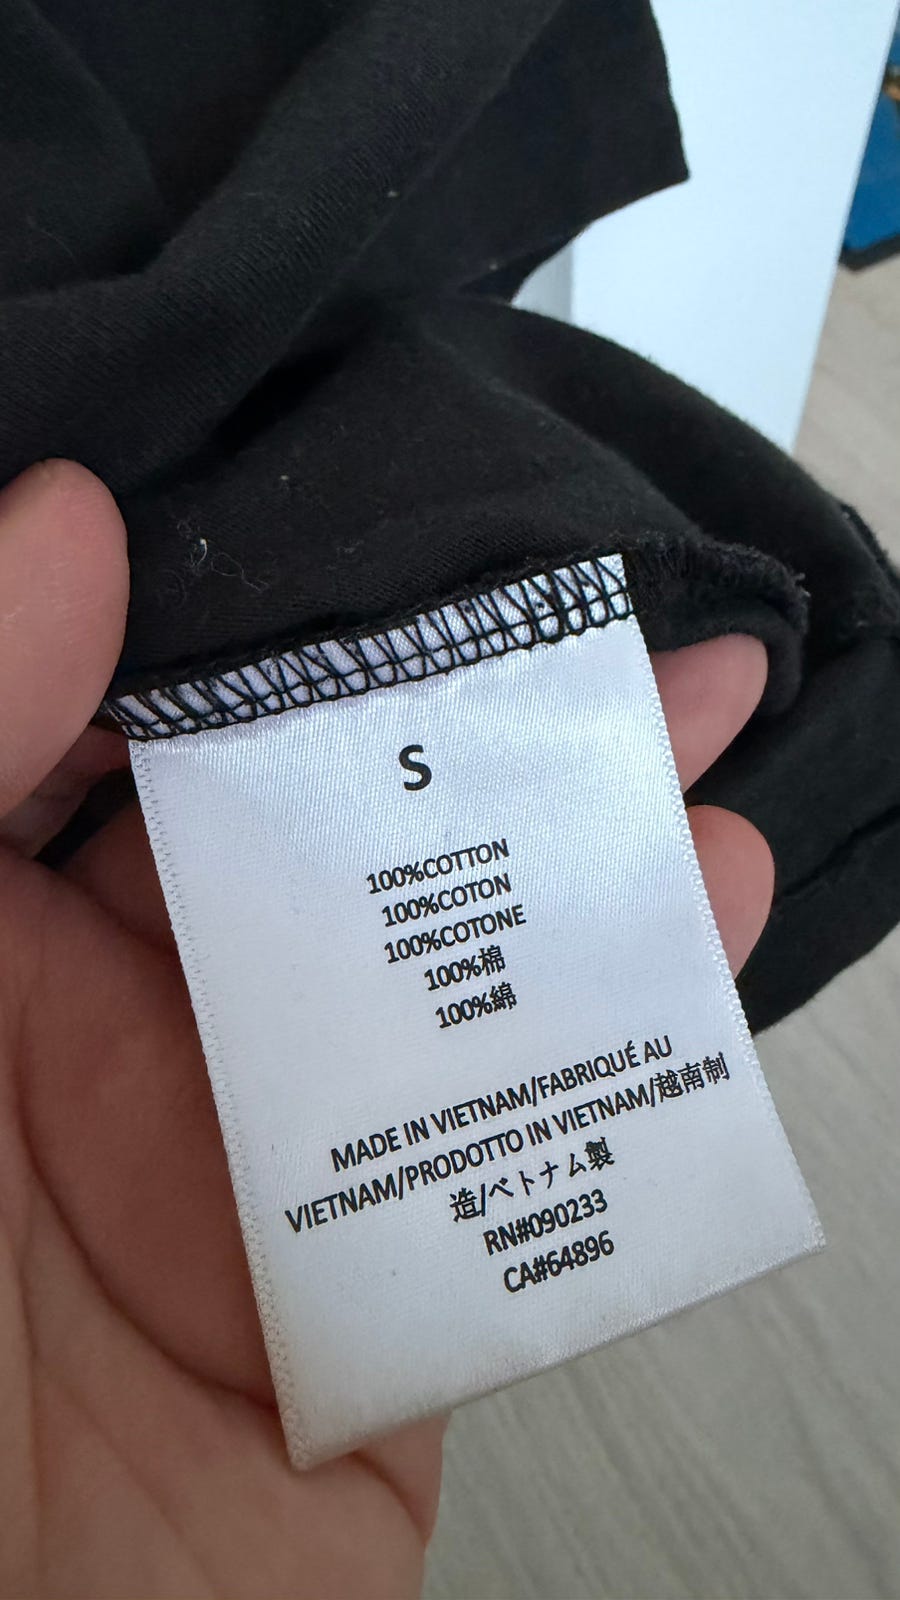 S
100%COTTON
100%COTON
100%COTONE
100%棉
100%綿
MADE IN VIETNAM/FABRIQUÉ AU
VIETNAM/PRODOTTO IN VIETNAM/越南制
造/ベトナム製
RN#090233
CA#64896